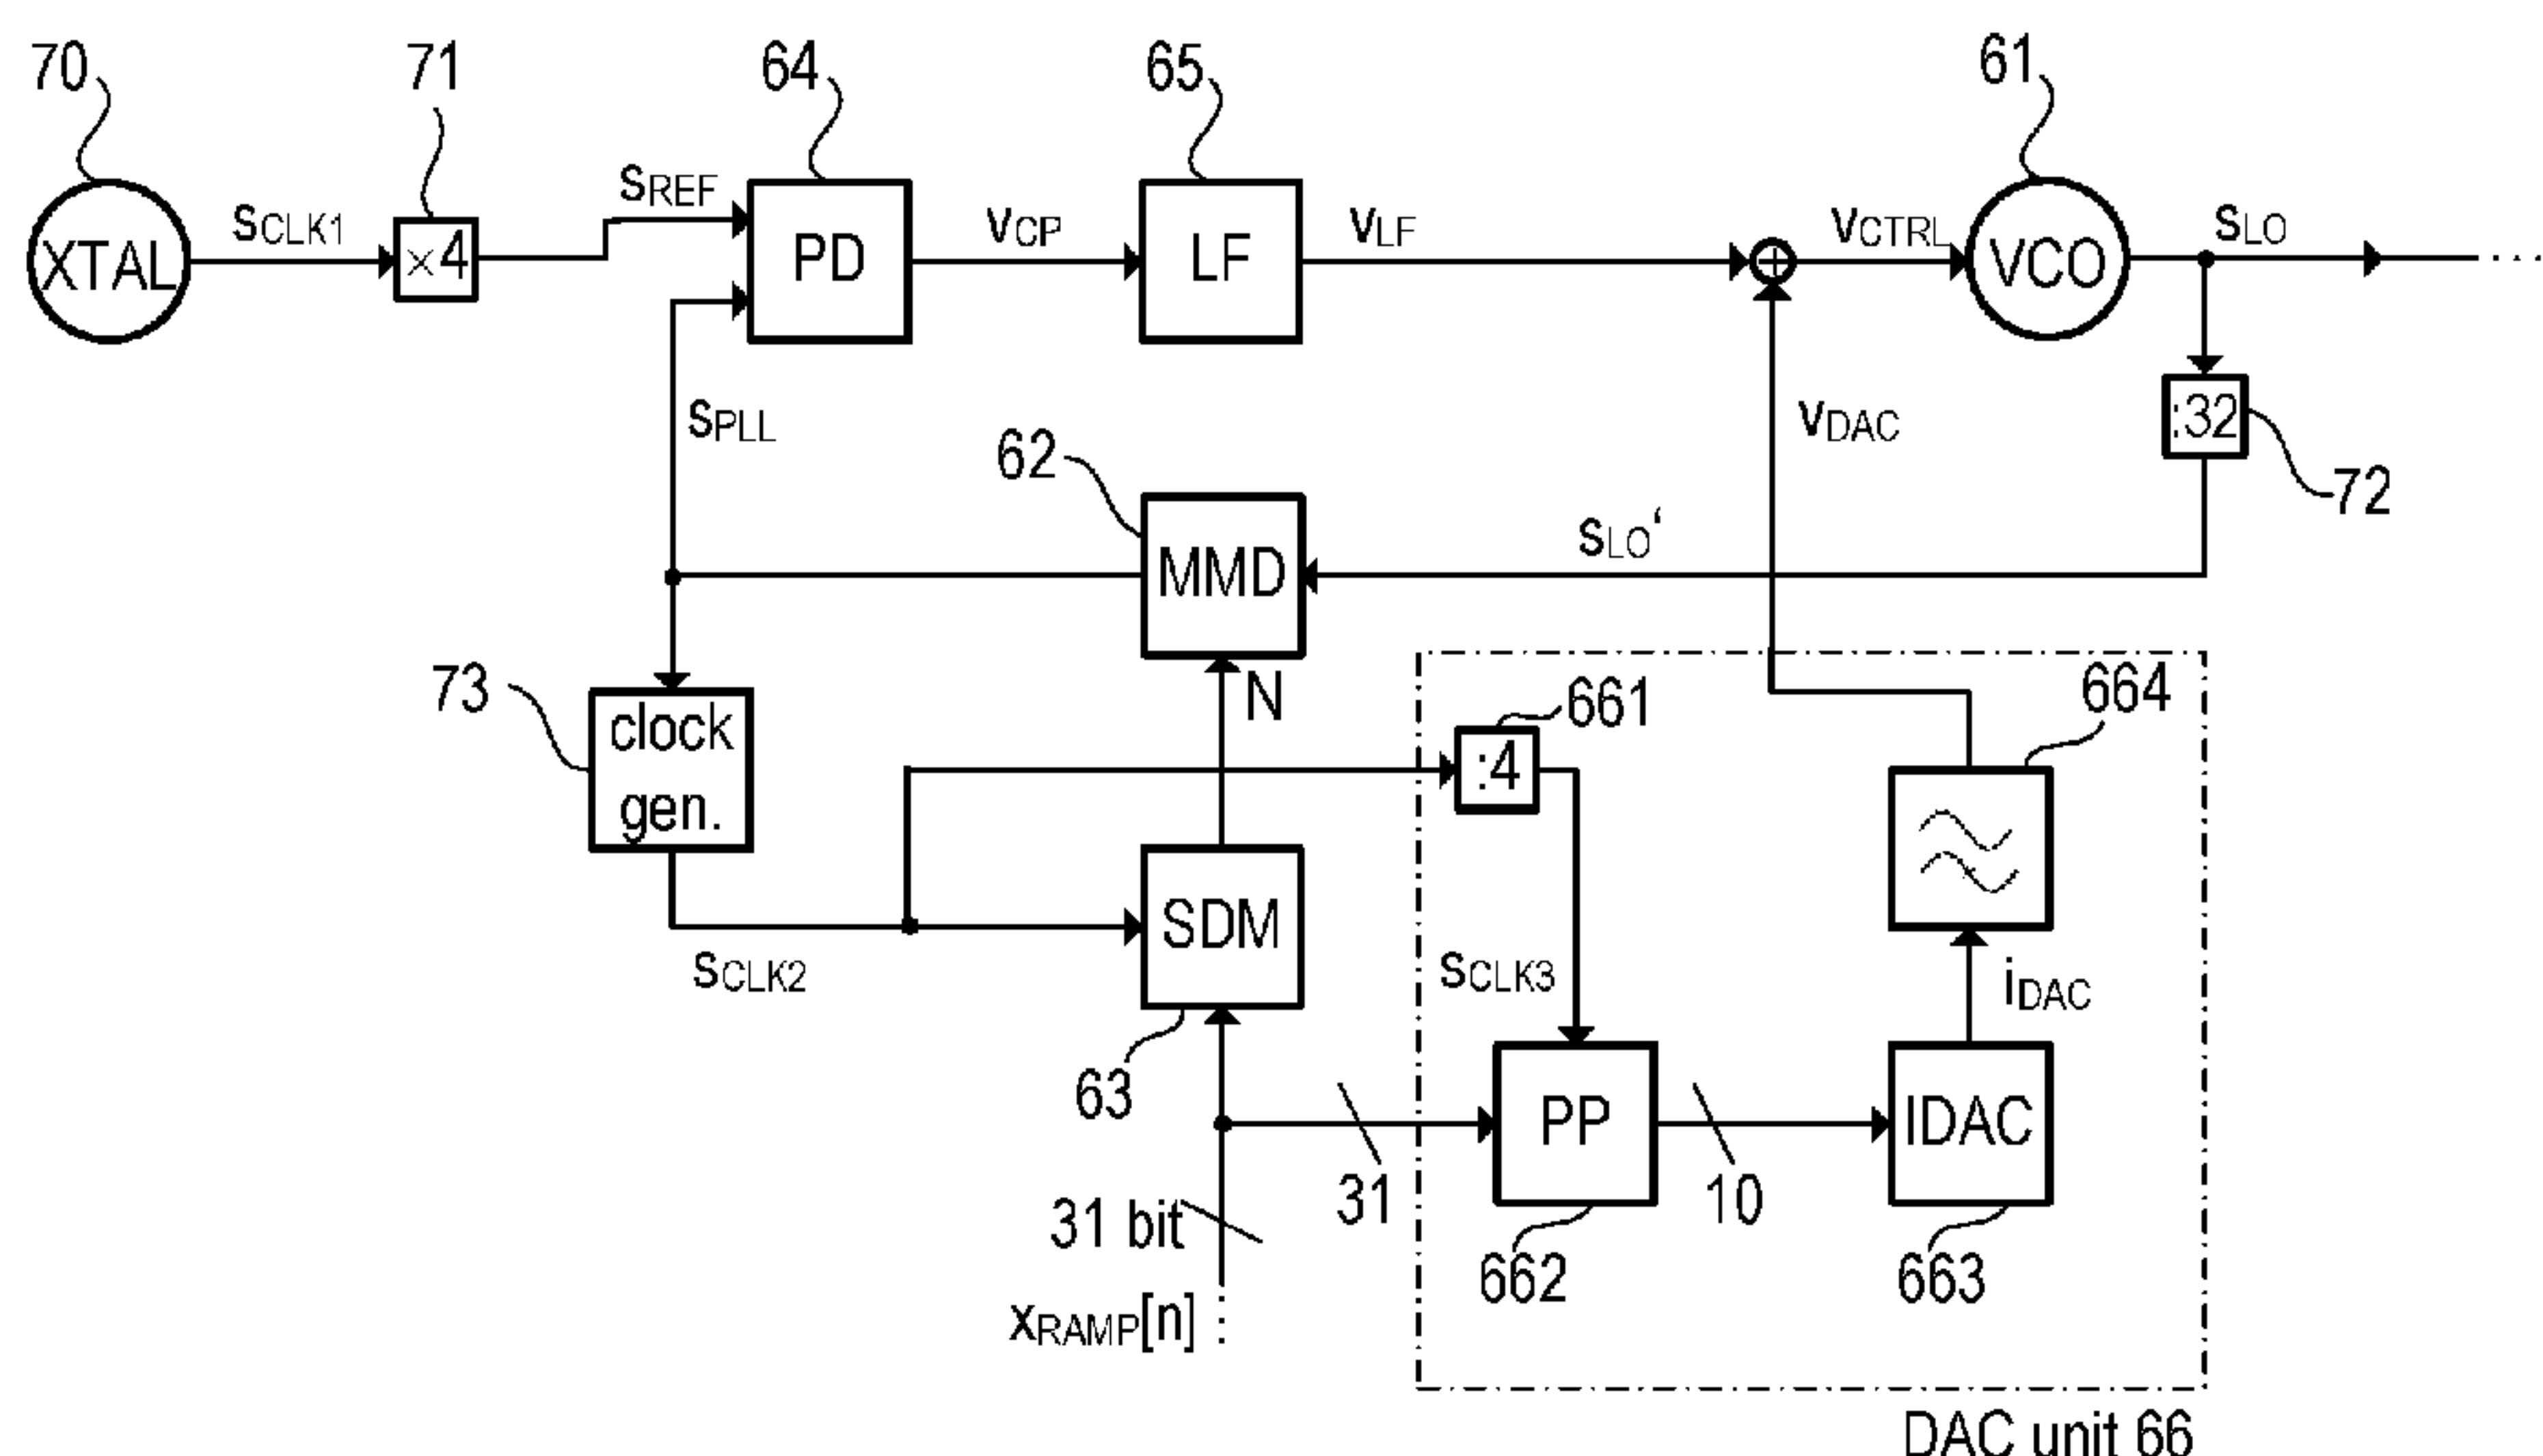 70
71
64
65
61
XTAL
sCLK1
×4
sREF
PD
vCP
LF
vLF
vCTRL
VCO
sLO
sPLL
vDAC
:32
72
62
MMD
sLO‘
N
73
clock
gen.
661
:4
664
sCLK2
SDM
sCLK3
iDAC
63
PP
IDAC
31
10
31 bit
662
663
xRAMP[n]
DAC unit 66